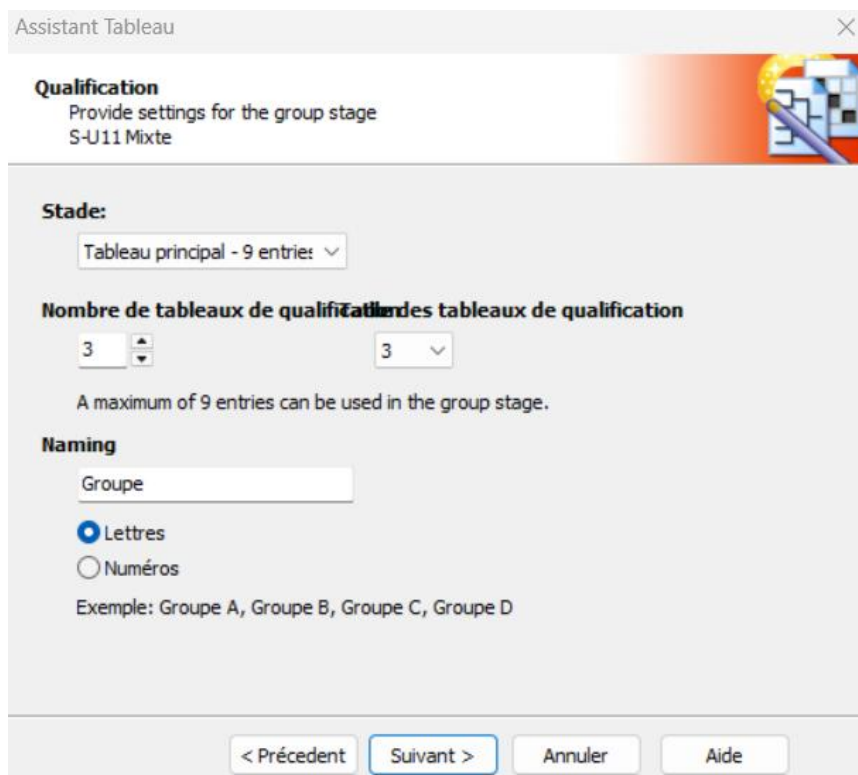 Assistant Tableau
Qualification
Provide settings for the group stage
S-U11 Mixte
Stade:
Tableau principal - 9 entries
Nombre de tableaux de qualification Taille des tableaux de qualification
3 3
A maximum of 9 entries can be used in the group stage.
Naming
Groupe
Lettres
Numéros
Exemple: Groupe A, Groupe B, Groupe C, Groupe D
< Précedent Suivant > Annuler Aide